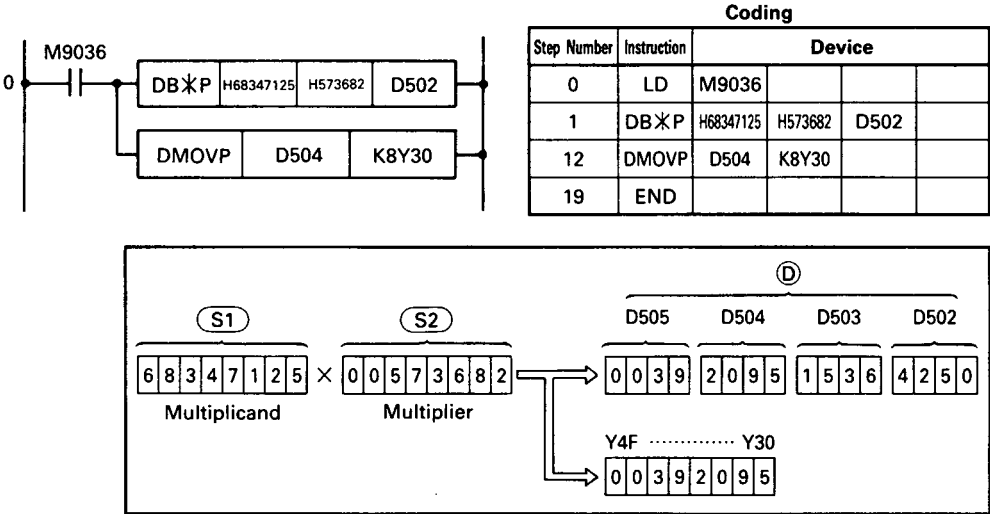 Coding
M9036
0
DB✳P H68347125 H573682 D502
DMOVP D504 K8Y30
Step Number Instruction Device
0 LD M9036
1 DB✳P H68347125 H573682 D502
12 DMOVP D504 K8Y30
19 END
D
S1 S2 D505 D504 D503 D502
6 8 3 4 7 1 2 5 × 0 0 5 7 3 6 8 2 0 0 3 9 2 0 9 5 1 5 3 6 4 2 5 0
Multiplicand Multiplier
Y4F ············· Y30
0 0 3 9 2 0 9 5